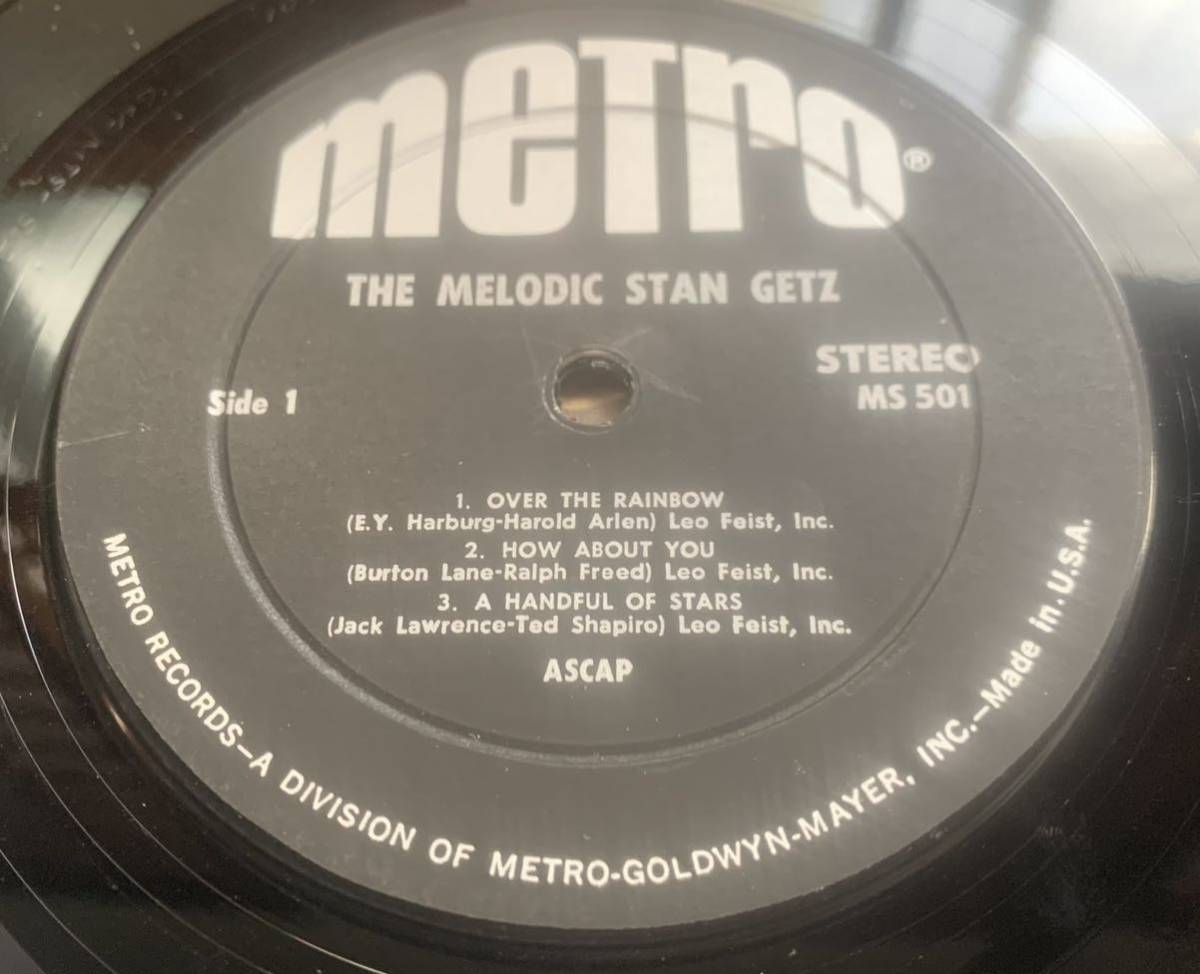 metro®
THE MELODIC STAN GETZ
STEREO
Side 1
MS 501
1. OVER THE RAINBOW
(E.Y. Harburg-Harold Arlen) Leo Feist, Inc.
2. HOW ABOUT YOU
(Burton Lane-Ralph Freed) Leo Feist, Inc.
3. A HANDFUL OF STARS
(Jack Lawrence-Ted Shapiro) Leo Feist, Inc.
ASCAP
METRO RECORDS—A DIVISION OF METRO-GOLDWYN-MAYER, INC.—Made in U.S.A.